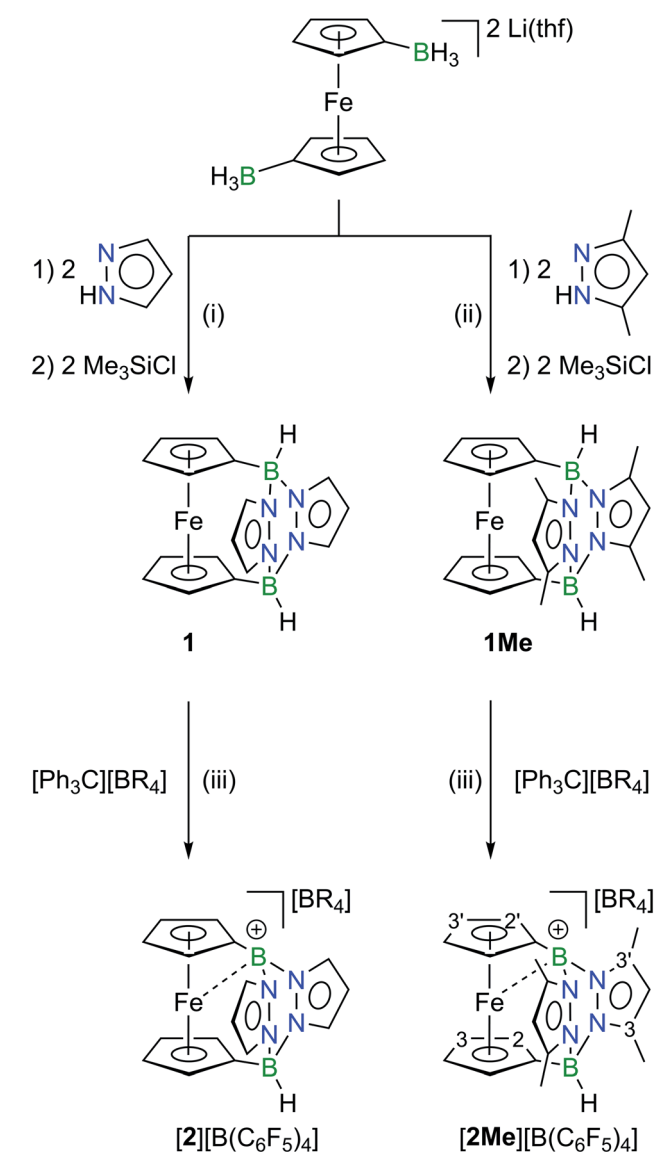 2 Li(thf)
BH₃
Fe
H₃B
1) 2 N HN
1) 2 N HN
(i)
(ii)
2) 2 Me₃SiCl
2) 2 Me₃SiCl
H
H
B
B
N N
N N
Fe
Fe
N N
N N
B
B
H
H
1
1Me
[Ph₃C][BR₄]
(iii)
(iii)
[Ph₃C][BR₄]
[BR₄]
[BR₄]
⊕
3' 2' ⊕
B
B 3'
N N
N N
Fe
Fe
N N
N N
3 2 3
B
B
H
H
[2][B(C₆F₅)₄]
[2Me][B(C₆F₅)₄]